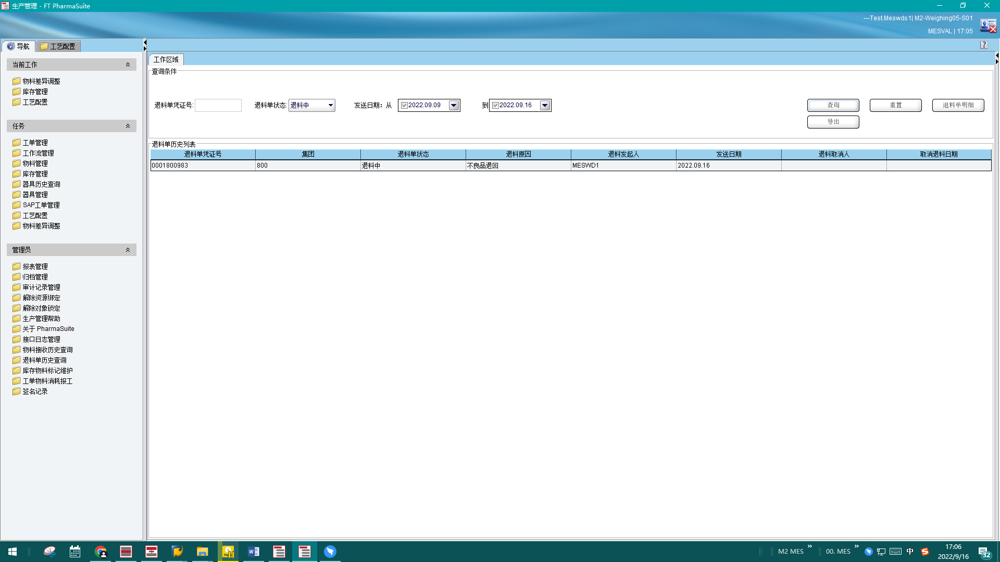 生产管理 - FT PharmaSuite
---Test.Meswds1| M2-Weighing05-S01
MESVAL | 17:05
导航
工艺配置
?
当前工作
物料差异调整
库存管理
工艺配置
任务
工单管理
工作流管理
物料管理
库存管理
器具历史查询
器具管理
SAP工单管理
工艺配置
物料差异调整
管理员
报表管理
归档管理
审计记录管理
解除资源绑定
解除对象锁定
生产管理帮助
关于 PharmaSuite
接口日志管理
物料接收历史查询
退料单历史查询
库存物料标记维护
工单物料消耗报工
签名记录
工作区域
查询条件
退料单凭证号:
退料单状态: 退料中
发送日期: 从 2022.09.09
到 2022.09.16
查询
重置
退料单明细
导出
退料单历史列表
退料单凭证号 集团 退料单状态 退料原因 退料发起人 发送日期 退料取消人 取消退料日期
0001800983 800 退料中 不良品退回 MESWD1 2022.09.16
M2 MES
00. MES
中
17:06
2022/9/16
32